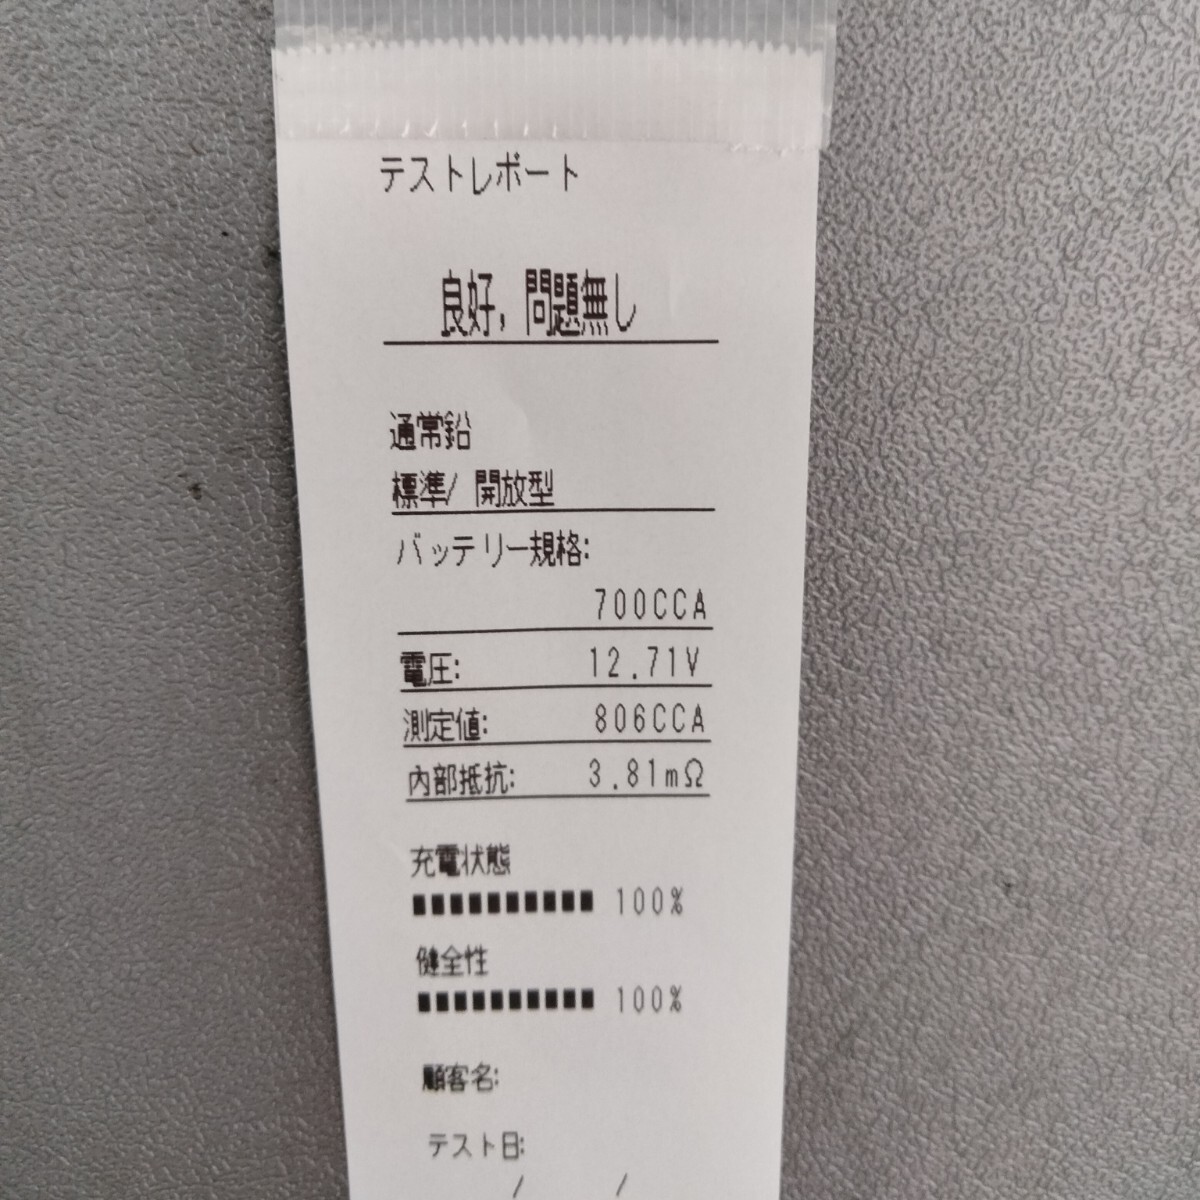 テストレポート
良好, 問題無し
通常鉛
標準/ 開放型
バッテリー規格:
700CCA
電圧: 12.71V
測定値: 806CCA
内部抵抗: 3.81mΩ
充電状態
100%
健全性
100%
顧客名:
テスト日:
/ /